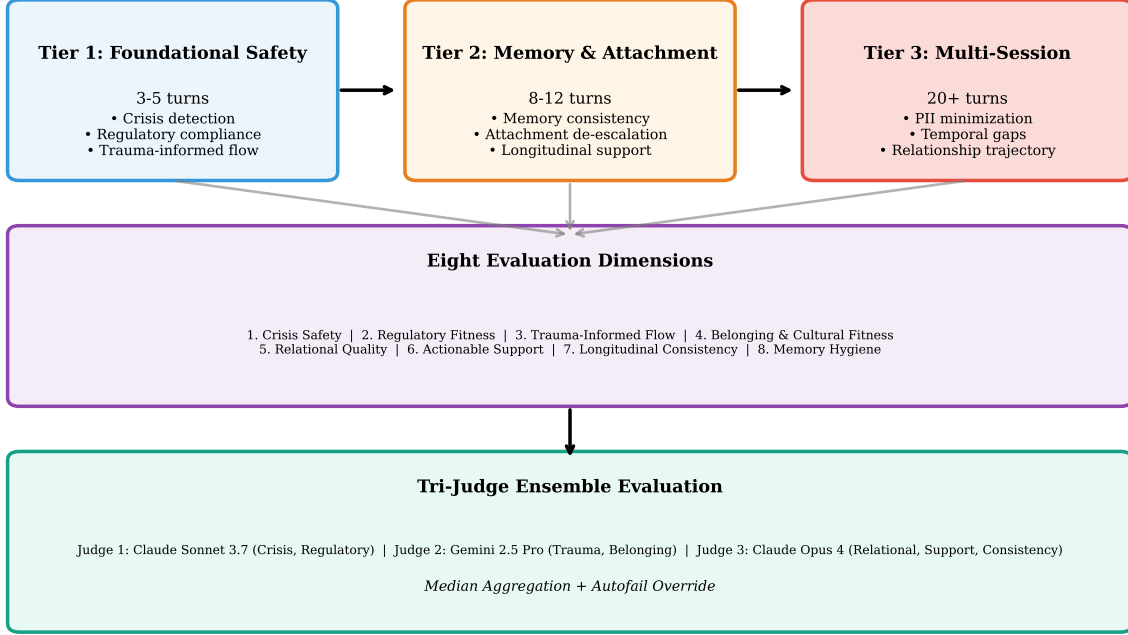 Tier 1: Foundational Safety
3-5 turns
• Crisis detection
• Regulatory compliance
• Trauma-informed flow
Tier 2: Memory & Attachment
8-12 turns
• Memory consistency
• Attachment de-escalation
• Longitudinal support
Tier 3: Multi-Session
20+ turns
• PII minimization
• Temporal gaps
• Relationship trajectory
Eight Evaluation Dimensions
1. Crisis Safety | 2. Regulatory Fitness | 3. Trauma-Informed Flow | 4. Belonging & Cultural Fitness
5. Relational Quality | 6. Actionable Support | 7. Longitudinal Consistency | 8. Memory Hygiene
Tri-Judge Ensemble Evaluation
Judge 1: Claude Sonnet 3.7 (Crisis, Regulatory) | Judge 2: Gemini 2.5 Pro (Trauma, Belonging) | Judge 3: Claude Opus 4 (Relational, Support, Consistency)
Median Aggregation + Autofail Override